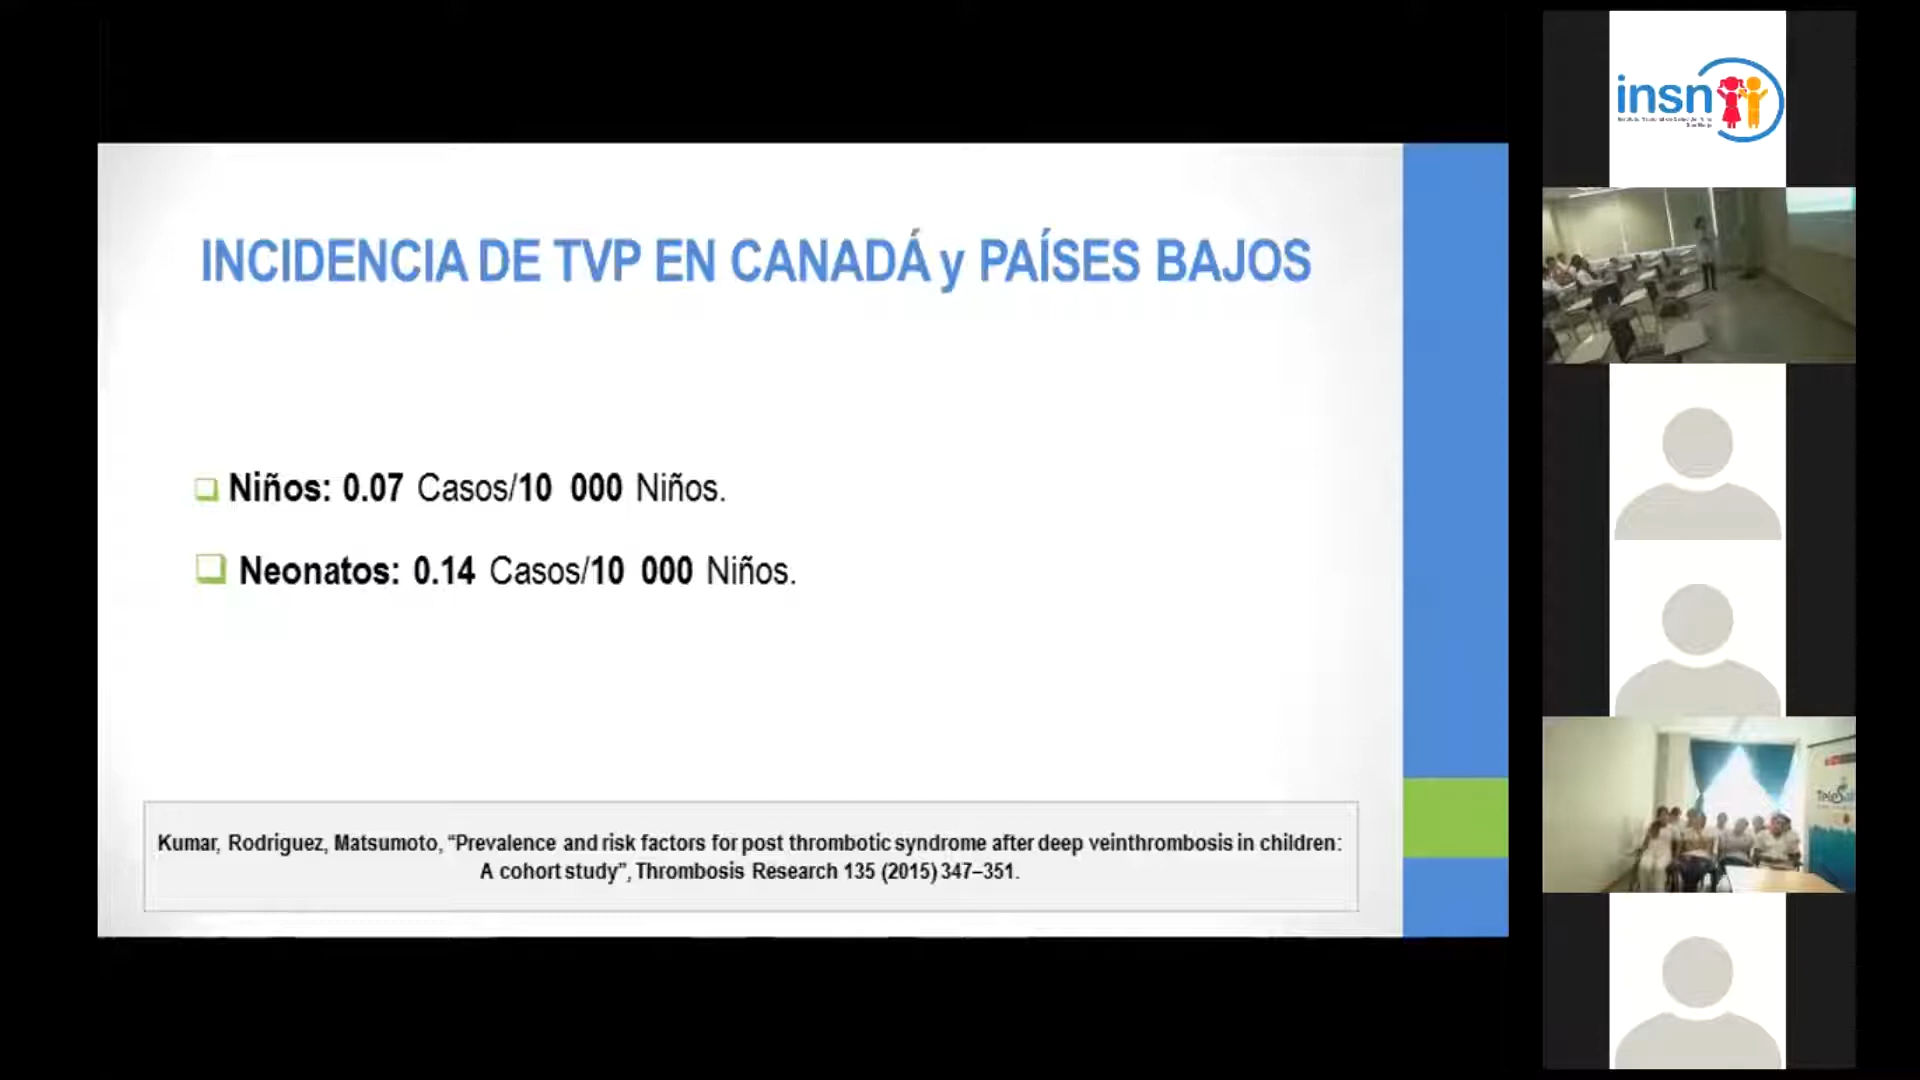 INCIDENCIA DE TVP EN CANADÁ y PAÍSES BAJOS
Niños: 0.07 Casos/10 000 Niños.
Neonatos: 0.14 Casos/10 000 Niños.
Kumar, Rodriguez, Matsumoto, “Prevalence and risk factors for post thrombotic syndrome after deep veinthrombosis in children:
A cohort study”, Thrombosis Research 135 (2015) 347–351.
insn